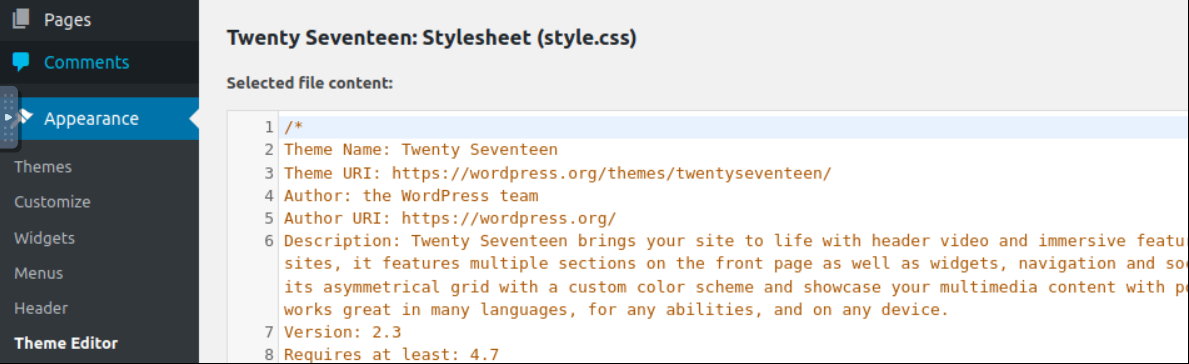 Pages
Comments
Appearance
Themes
Customize
Widgets
Menus
Header
Theme Editor
Twenty Seventeen: Stylesheet (style.css)
Selected file content:
1 /*
2 Theme Name: Twenty Seventeen
3 Theme URI: https://wordpress.org/themes/twentyseventeen/
4 Author: the WordPress team
5 Author URI: https://wordpress.org/
6 Description: Twenty Seventeen brings your site to life with header video and immersive featu
sites, it features multiple sections on the front page as well as widgets, navigation and so
its asymmetrical grid with a custom color scheme and showcase your multimedia content with p
works great in many languages, for any abilities, and on any device.
7 Version: 2.3
8 Requires at least: 4.7